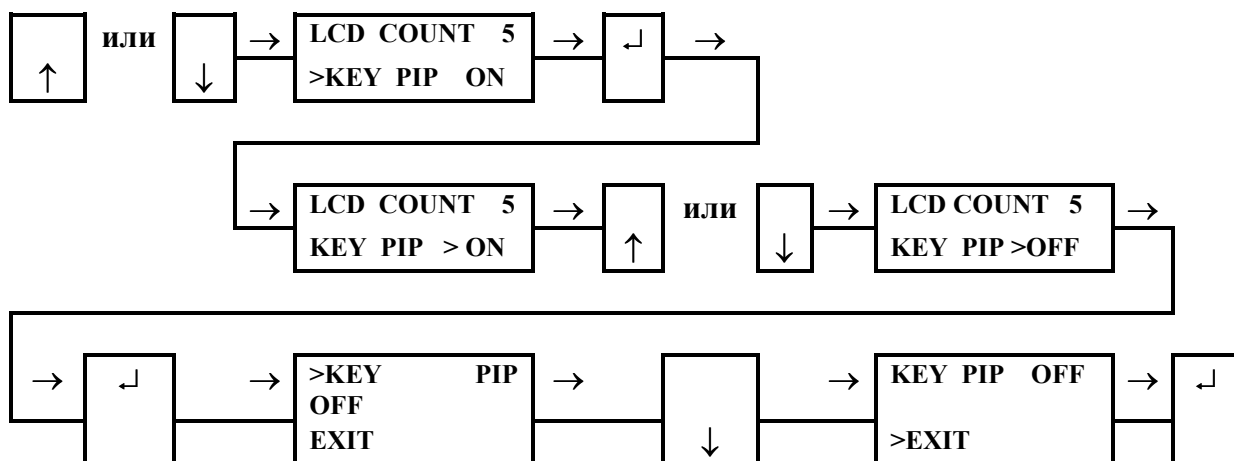 ↑ или ↓ → LCD COUNT 5 → ↵ →
>KEY PIP ON
→ LCD COUNT 5 → ↑ или ↓ → LCD COUNT 5 →
KEY PIP > ON
KEY PIP >OFF
→ ↵ → >KEY PIP → ↓ → KEY PIP OFF → ↵
OFF
EXIT
>EXIT